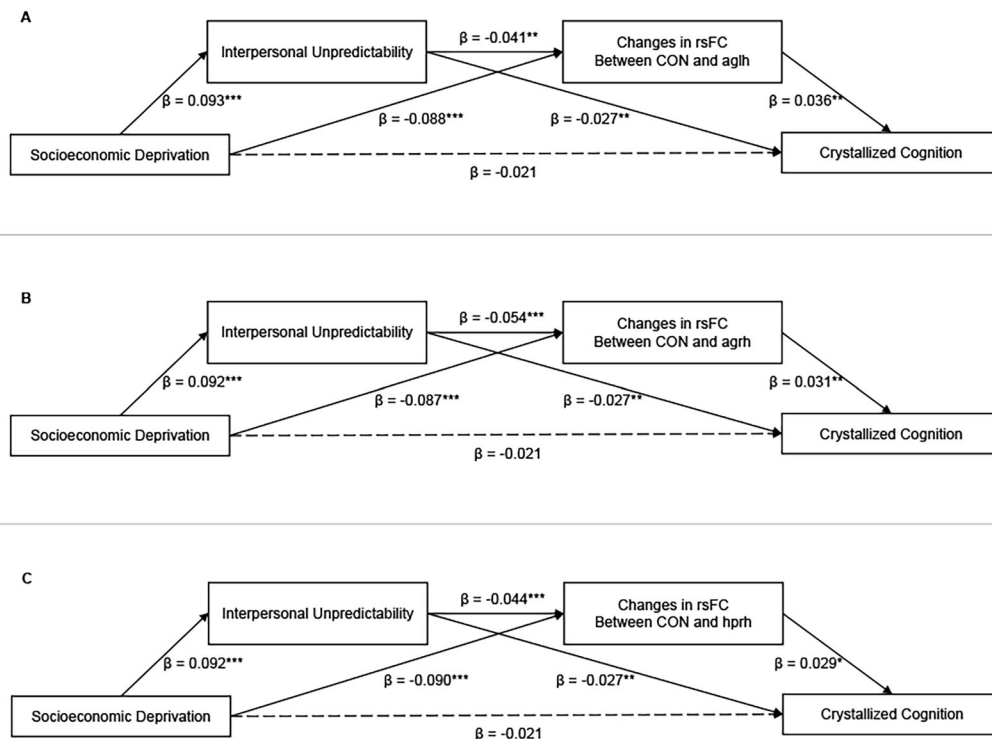 A
β = -0.041**
Interpersonal Unpredictability
Changes in rsFC
Between CON and aglh
β = 0.093***
β = -0.088***
β = -0.027**
β = 0.036**
Socioeconomic Deprivation
Crystallized Cognition
β = -0.021
B
β = -0.054***
Interpersonal Unpredictability
Changes in rsFC
Between CON and agrh
β = 0.092***
β = -0.087***
β = -0.027**
β = 0.031**
Socioeconomic Deprivation
Crystallized Cognition
β = -0.021
C
β = -0.044***
Interpersonal Unpredictability
Changes in rsFC
Between CON and hprh
β = 0.092***
β = -0.090***
β = -0.027**
β = 0.029*
Socioeconomic Deprivation
Crystallized Cognition
β = -0.021